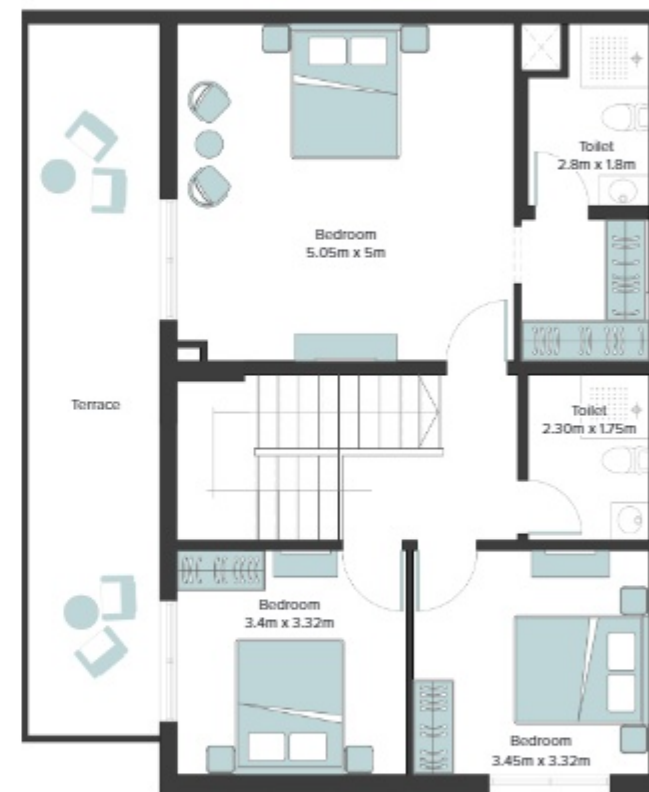 Toilet
2.8m x 1.8m
Bedroom
5.05m x 5m
Terrace
Toilet
2.30m x 1.75m
Bedroom
3.4m x 3.32m
Bedroom
3.45m x 3.32m